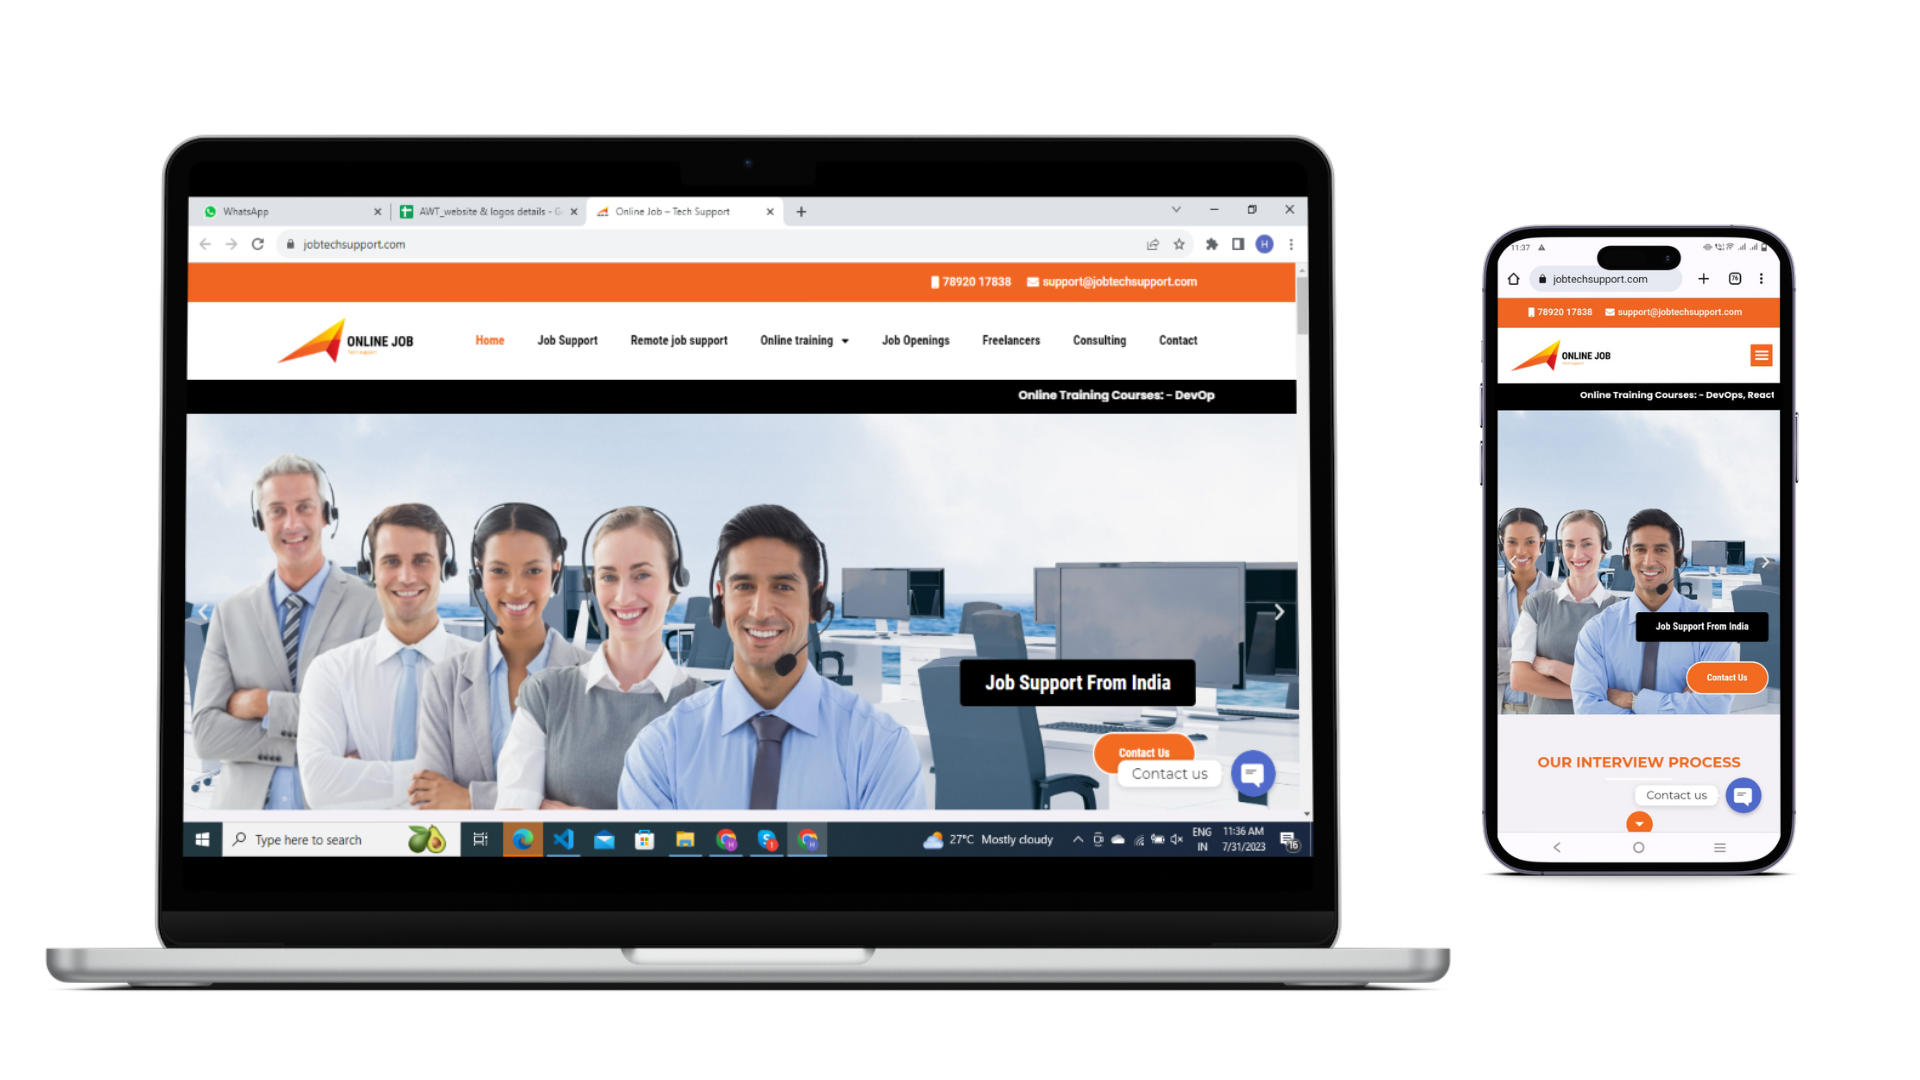 WhatsApp
AWT_website & logos details - G
Online Job – Tech Support
jobtechsupport.com
H
78920 17838 support@jobtechsupport.com
ONLINE JOB
Tech support
Home Job Support Remote job support Online training Job Openings Freelancers Consulting Contact
Online Training Courses: - DevOp
Job Support From India
Contact Us
Contact us
Type here to search
27°C Mostly cloudy
ENG
IN
11:36 AM
7/31/2023
16
11:37
jobtechsupport.com
76
78920 17838 support@jobtechsupport.com
ONLINE JOB
Online Training Courses: - DevOps, React
Job Support From India
Contact Us
OUR INTERVIEW PROCESS
Contact us